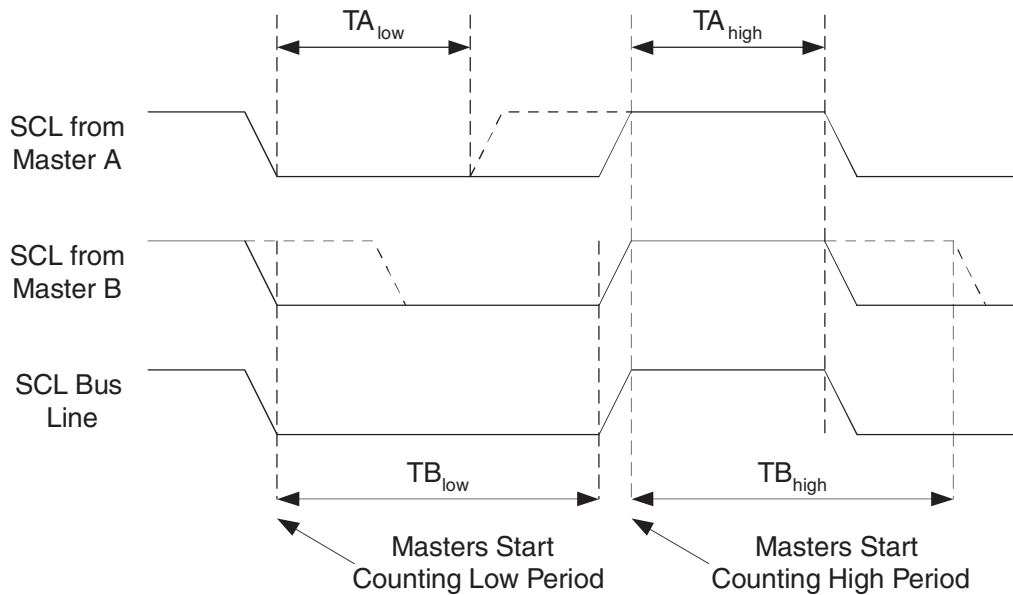 TA low
TA high
SCL from
Master A
SCL from
Master B
SCL Bus
Line
TB low
TB high
Masters Start
Counting Low Period
Masters Start
Counting High Period